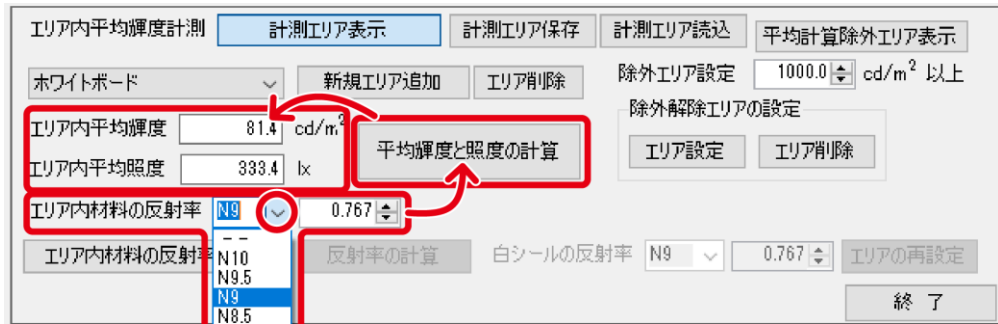 エリア内平均輝度計測 計測エリア表示 計測エリア保存 計測エリア読込 平均計算除外エリア表示
ホワイトボード 新規エリア追加 エリア削除 除外エリア設定 1000.0 cd/m² 以上
エリア内平均輝度 81.4 cd/m² 平均輝度と照度の計算 除外解除エリアの設定
エリア内平均照度 333.4 lx エリア設定 エリア削除
エリア内材料の反射率 N9 0.767
エリア内材料の反射 反射率の計算 白シールの反射率 N9 0.767 エリアの再設定
--
N10
N9.5
N9
N8.5
終 了